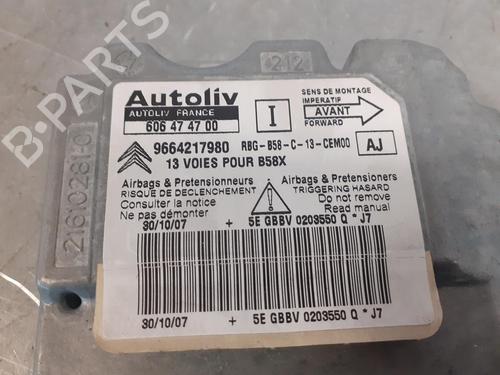 212
Autoliv
AUTOLIV FRANCE
606 47 47 00
I
SENS DE MONTAGE
IMPERATIF
AVANT
FORWARD
9664217980 RBG-B58-C-13-CEM00
13 VOIES POUR B58X
AJ
Airbags & Pretensionneurs
RISQUE DE DECLENCHEMENT
Consulter la notice
Ne pas démonter
Airbags & Pretensioners
TRIGGERING HASARD
Do not remove
Read manual
30/10/07 + 5E GBBV 0203550 Q * J7
30/10/07 + 5E GBBV 0203550 Q * J7
B-PARTS